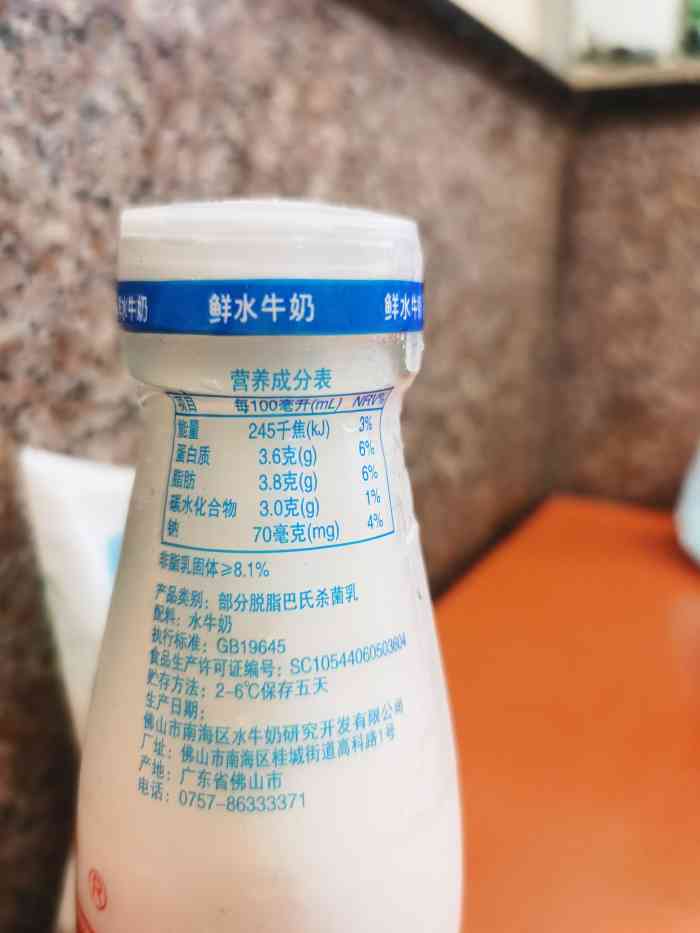 鲜水牛奶
水牛奶
鲜水牛
营养成分表
项目 每100毫升(mL) NRV%
能量 245千焦(kJ) 3%
蛋白质 3.6克(g) 6%
脂肪 3.8克(g) 6%
碳水化合物 3.0克(g) 1%
钠 70毫克(mg) 4%
非脂乳固体≥8.1%
产品类别：部分脱脂巴氏杀菌乳
配料：水牛奶
执行标准：GB19645
食品生产许可证编号：SC10544060503804
贮存方法：2-6℃保存五天
生产日期：
佛山市南海区水牛奶研究开发有限公司
厂址：佛山市南海区桂城街道高科路1号
产地：广东省佛山市
电话：0757-86333371
®